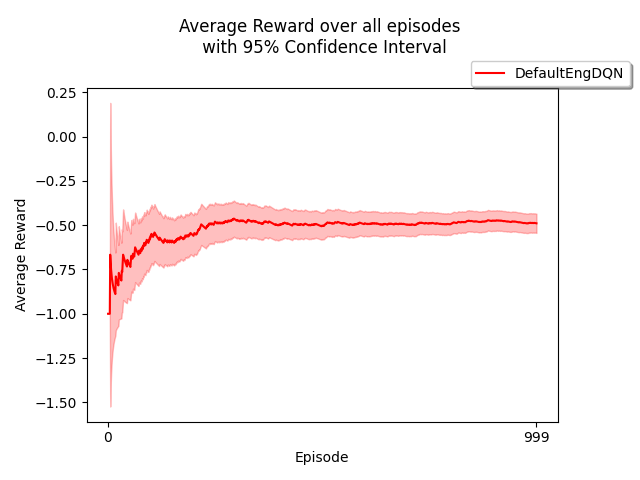 Average Reward over all episodes
with 95% Confidence Interval
DefaultEngDQN
0.25
0.00
−0.25
−0.50
−0.75
−1.00
−1.25
−1.50
Average Reward
0
999
Episode